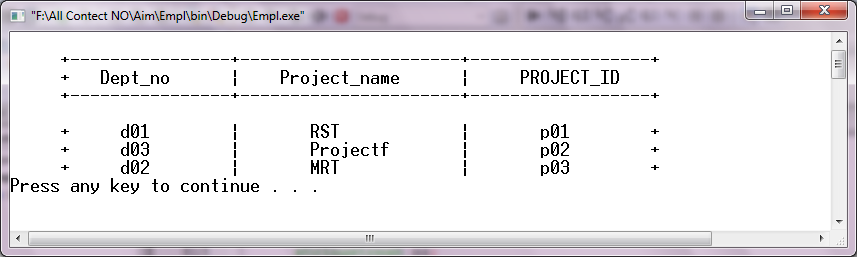 "F:\All Contect NO\Aim\Empl\bin\Debug\Empl.exe"
+----------------+----------------------+------------------+
+ Dept_no ¦ Project_name ¦ PROJECT_ID
+----------------+----------------------+------------------+
+ d01 ¦ RST ¦ p01 +
+ d03 ¦ Projectf ¦ p02 +
+ d02 ¦ MRT ¦ p03 +
Press any key to continue . . .